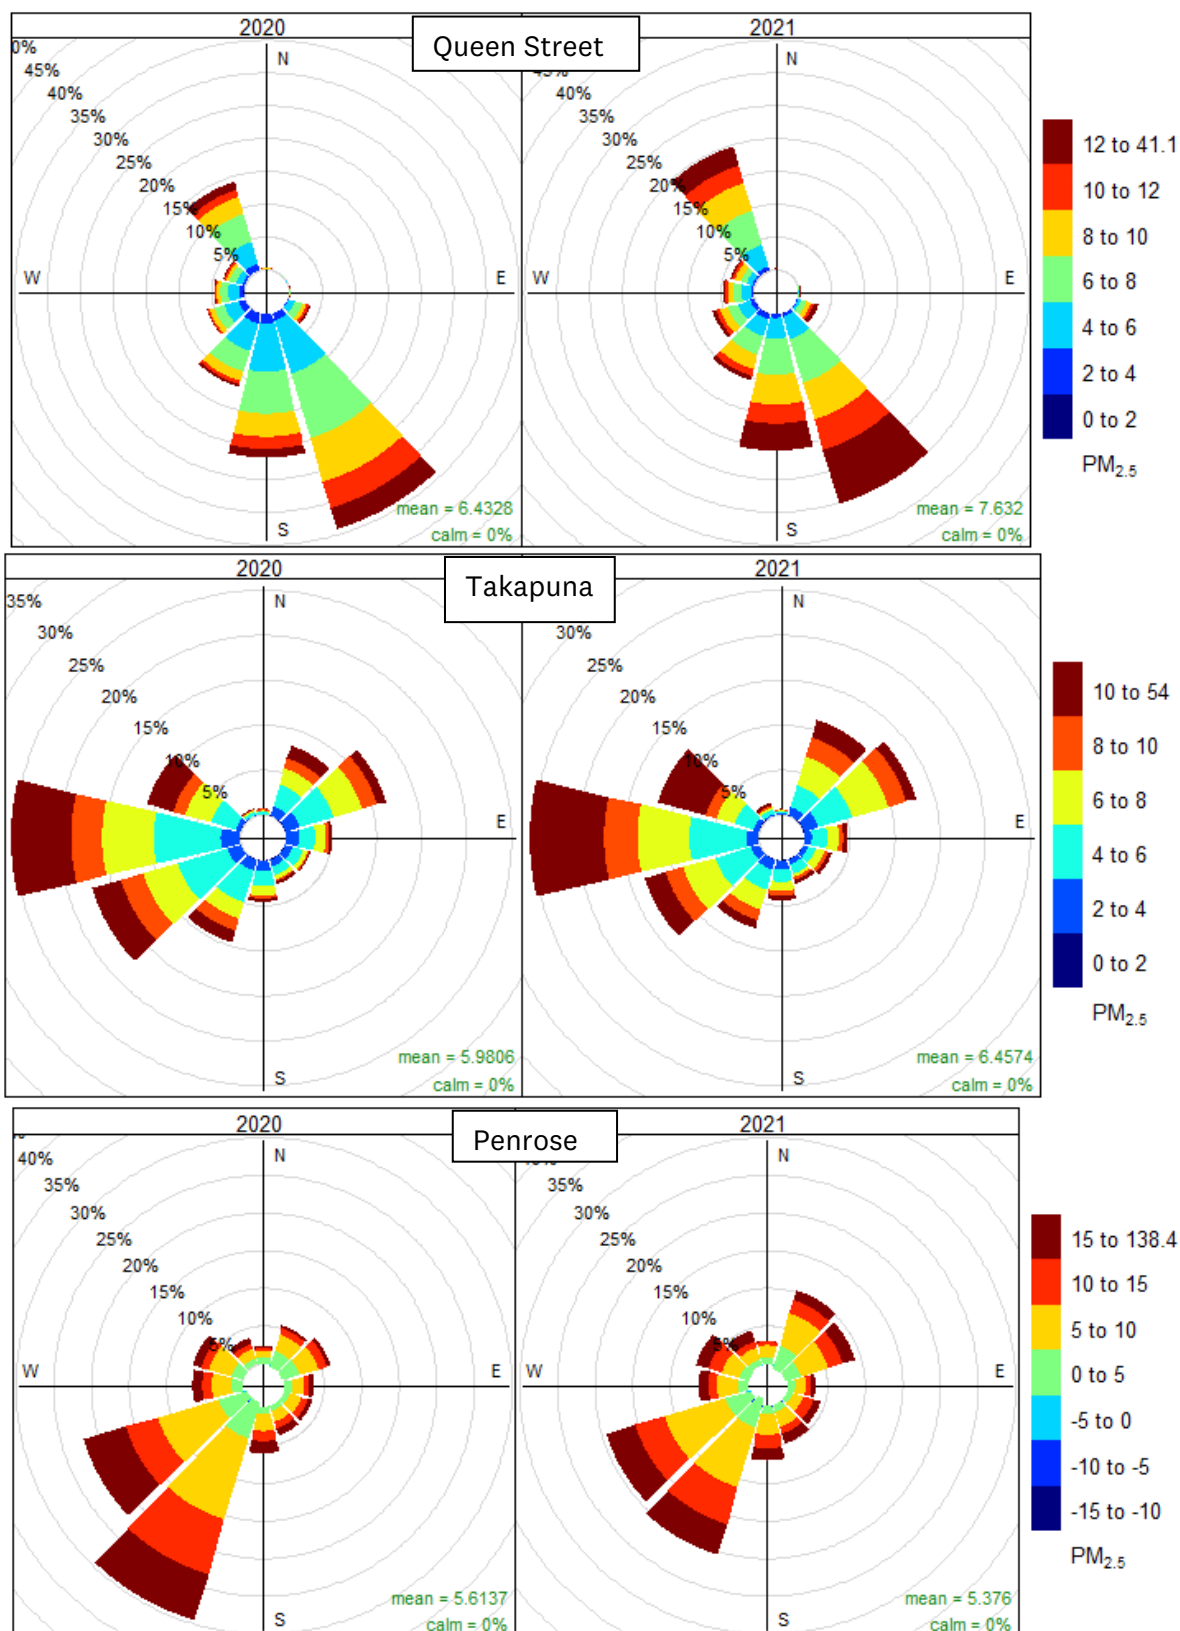 2020
Queen Street
2021
0%
45%
40%
35%
30%
25%
20%
15%
10%
5%
N
W
E
S
mean = 6.4328
calm = 0%
45%
40%
35%
30%
25%
20%
15%
10%
5%
N
W
E
S
mean = 7.632
calm = 0%
12 to 41.1
10 to 12
8 to 10
6 to 8
4 to 6
2 to 4
0 to 2
PM2.5
2020
Takapuna
2021
35%
30%
25%
20%
15%
10%
5%
N
E
S
mean = 5.9806
calm = 0%
30%
25%
20%
15%
10%
5%
N
E
S
mean = 6.4574
calm = 0%
10 to 54
8 to 10
6 to 8
4 to 6
2 to 4
0 to 2
PM2.5
2020
Penrose
2021
40%
35%
30%
25%
20%
15%
10%
5%
N
W
E
S
mean = 5.6137
calm = 0%
35%
30%
25%
20%
15%
10%
5%
N
W
E
S
mean = 5.376
calm = 0%
15 to 138.4
10 to 15
5 to 10
0 to 5
-5 to 0
-10 to -5
-15 to -10
PM2.5